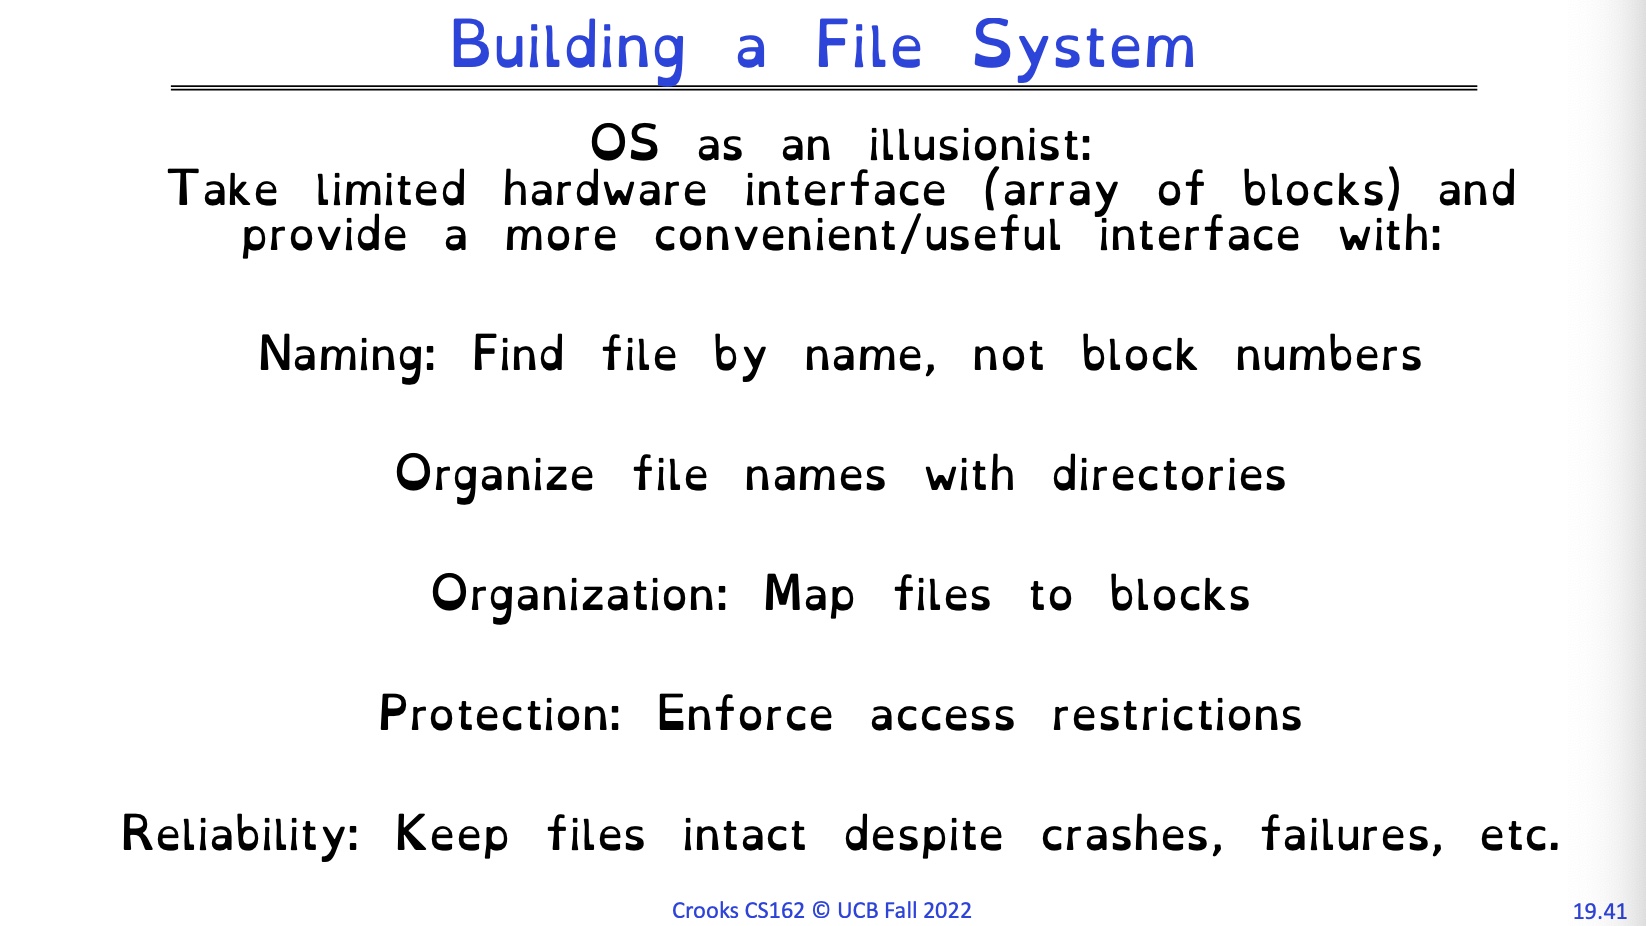 Building a File System
OS as an illusionist:
Take limited hardware interface (array of blocks) and
provide a more convenient/useful interface with:
Naming: Find file by name, not block numbers
Organize file names with directories
Organization: Map files to blocks
Protection: Enforce access restrictions
Reliability: Keep files intact despite crashes, failures, etc.
Crooks CS162 © UCB Fall 2022
19.41